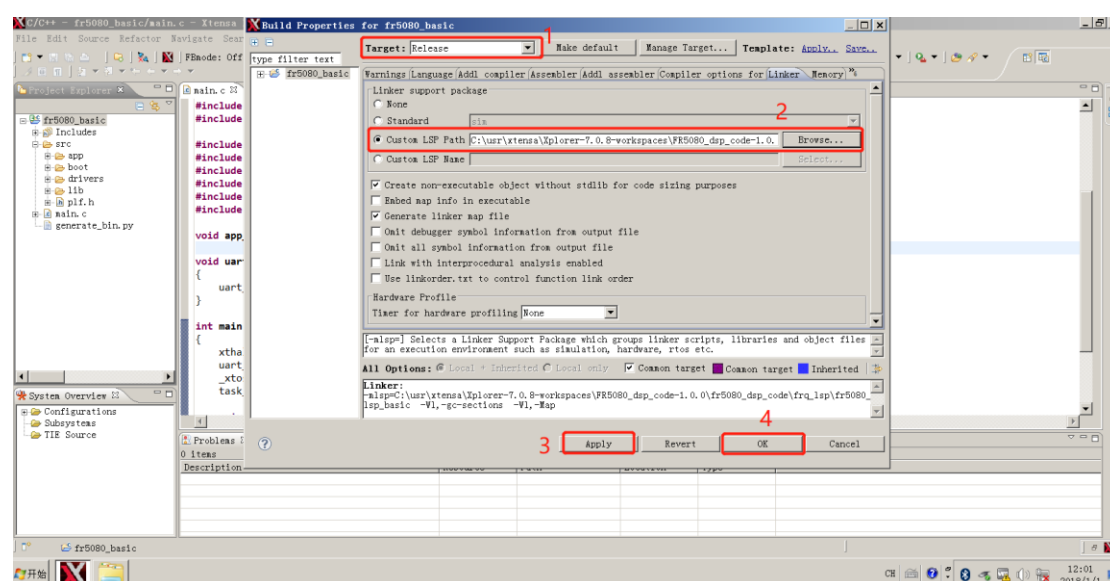 C/C++ - fr5080_basic/main.c - Xtensa
File Edit Source Refactor Navigate Sear
FEmode: Off
Project Explorer
fr5080_basic
Includes
src
app
boot
drivers
lib
plf.h
main.c
generate_bin.py
System Overview
Configurations
Subsystems
TIE Source
main.c
#include
#include
#include
#include
#include
#include
#include
#include
void app_
void uar
{
uart_
}
int main
{
xtha
uart_
_xto
task_
Build Properties for fr5080_basic
type filter text
fr5080_basic
1
Target: Release Make default Manage Target... Template: Apply... Save...
Warnings Language Addl compiler Assembler Addl assembler Compiler options for Linker Memory
Linker support package
None
2
Standard sim
Custom LSP Path C:\usr\xtensa\Xplorer-7.0.8-workspaces\FR5080_dsp_code-1.0. Browse...
Custom LSP Name Select...
Create non-executable object without stdlib for code sizing purposes
Embed map info in executable
Generate linker map file
Omit debugger symbol information from output file
Omit all symbol information from output file
Link with interprocedural analysis enabled
Use linkorder.txt to control function link order
Hardware Profile
Timer for hardware profiling None
[-mlsp=] Selects a Linker Support Package which groups linker scripts, libraries and object files
for an execution environment such as simulation, hardware, rtos etc.
All Options: Local + Inherited Local only Common target Common target Inherited
Linker:
-mlsp=C:\usr\xtensa\Xplorer-7.0.8-workspaces\FR5080_dsp_code-1.0.0\fr5080_dsp_code\frq_lsp\fr5080_
lsp_basic -Wl,-gc-sections -Wl,-Map
4
3 Apply Revert OK Cancel
Problems
0 items
Description
fr5080_basic
开始
CH
12:01
2018/1/1